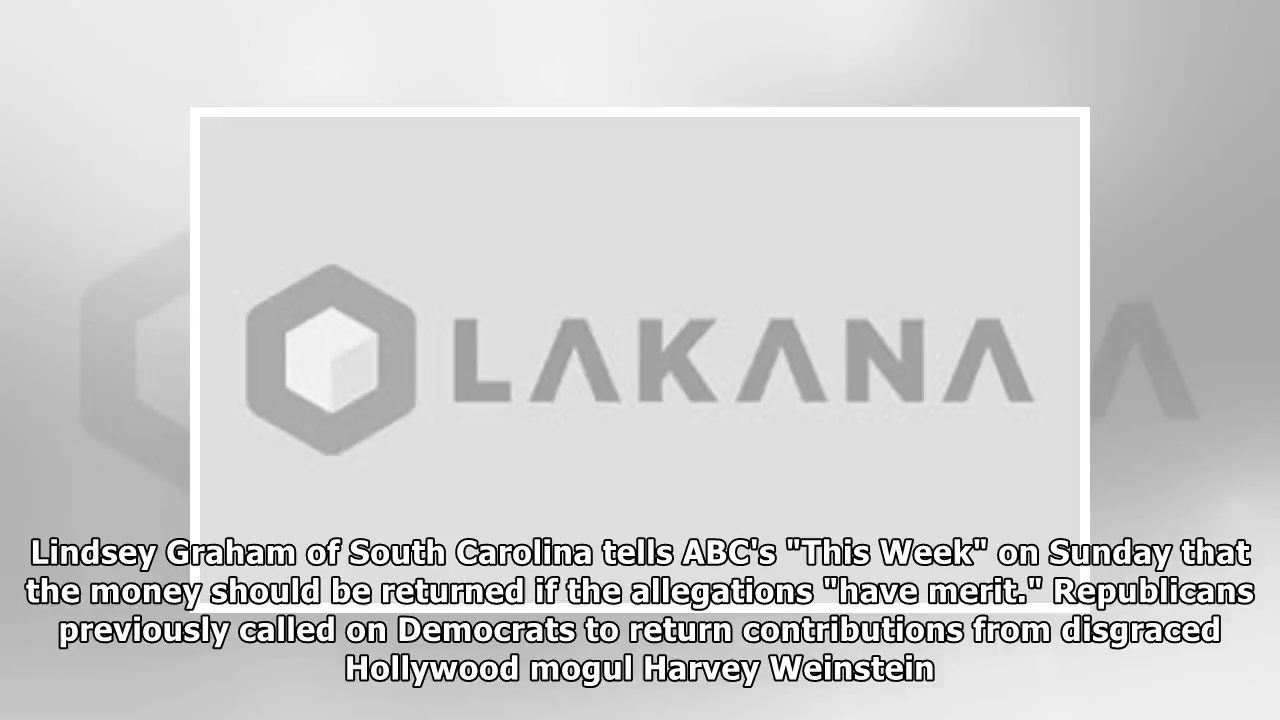 LAKANA
Lindsey Graham of South Carolina tells ABC's "This Week" on Sunday that
the money should be returned if the allegations "have merit." Republicans
previously called on Democrats to return contributions from disgraced
Hollywood mogul Harvey Weinstein